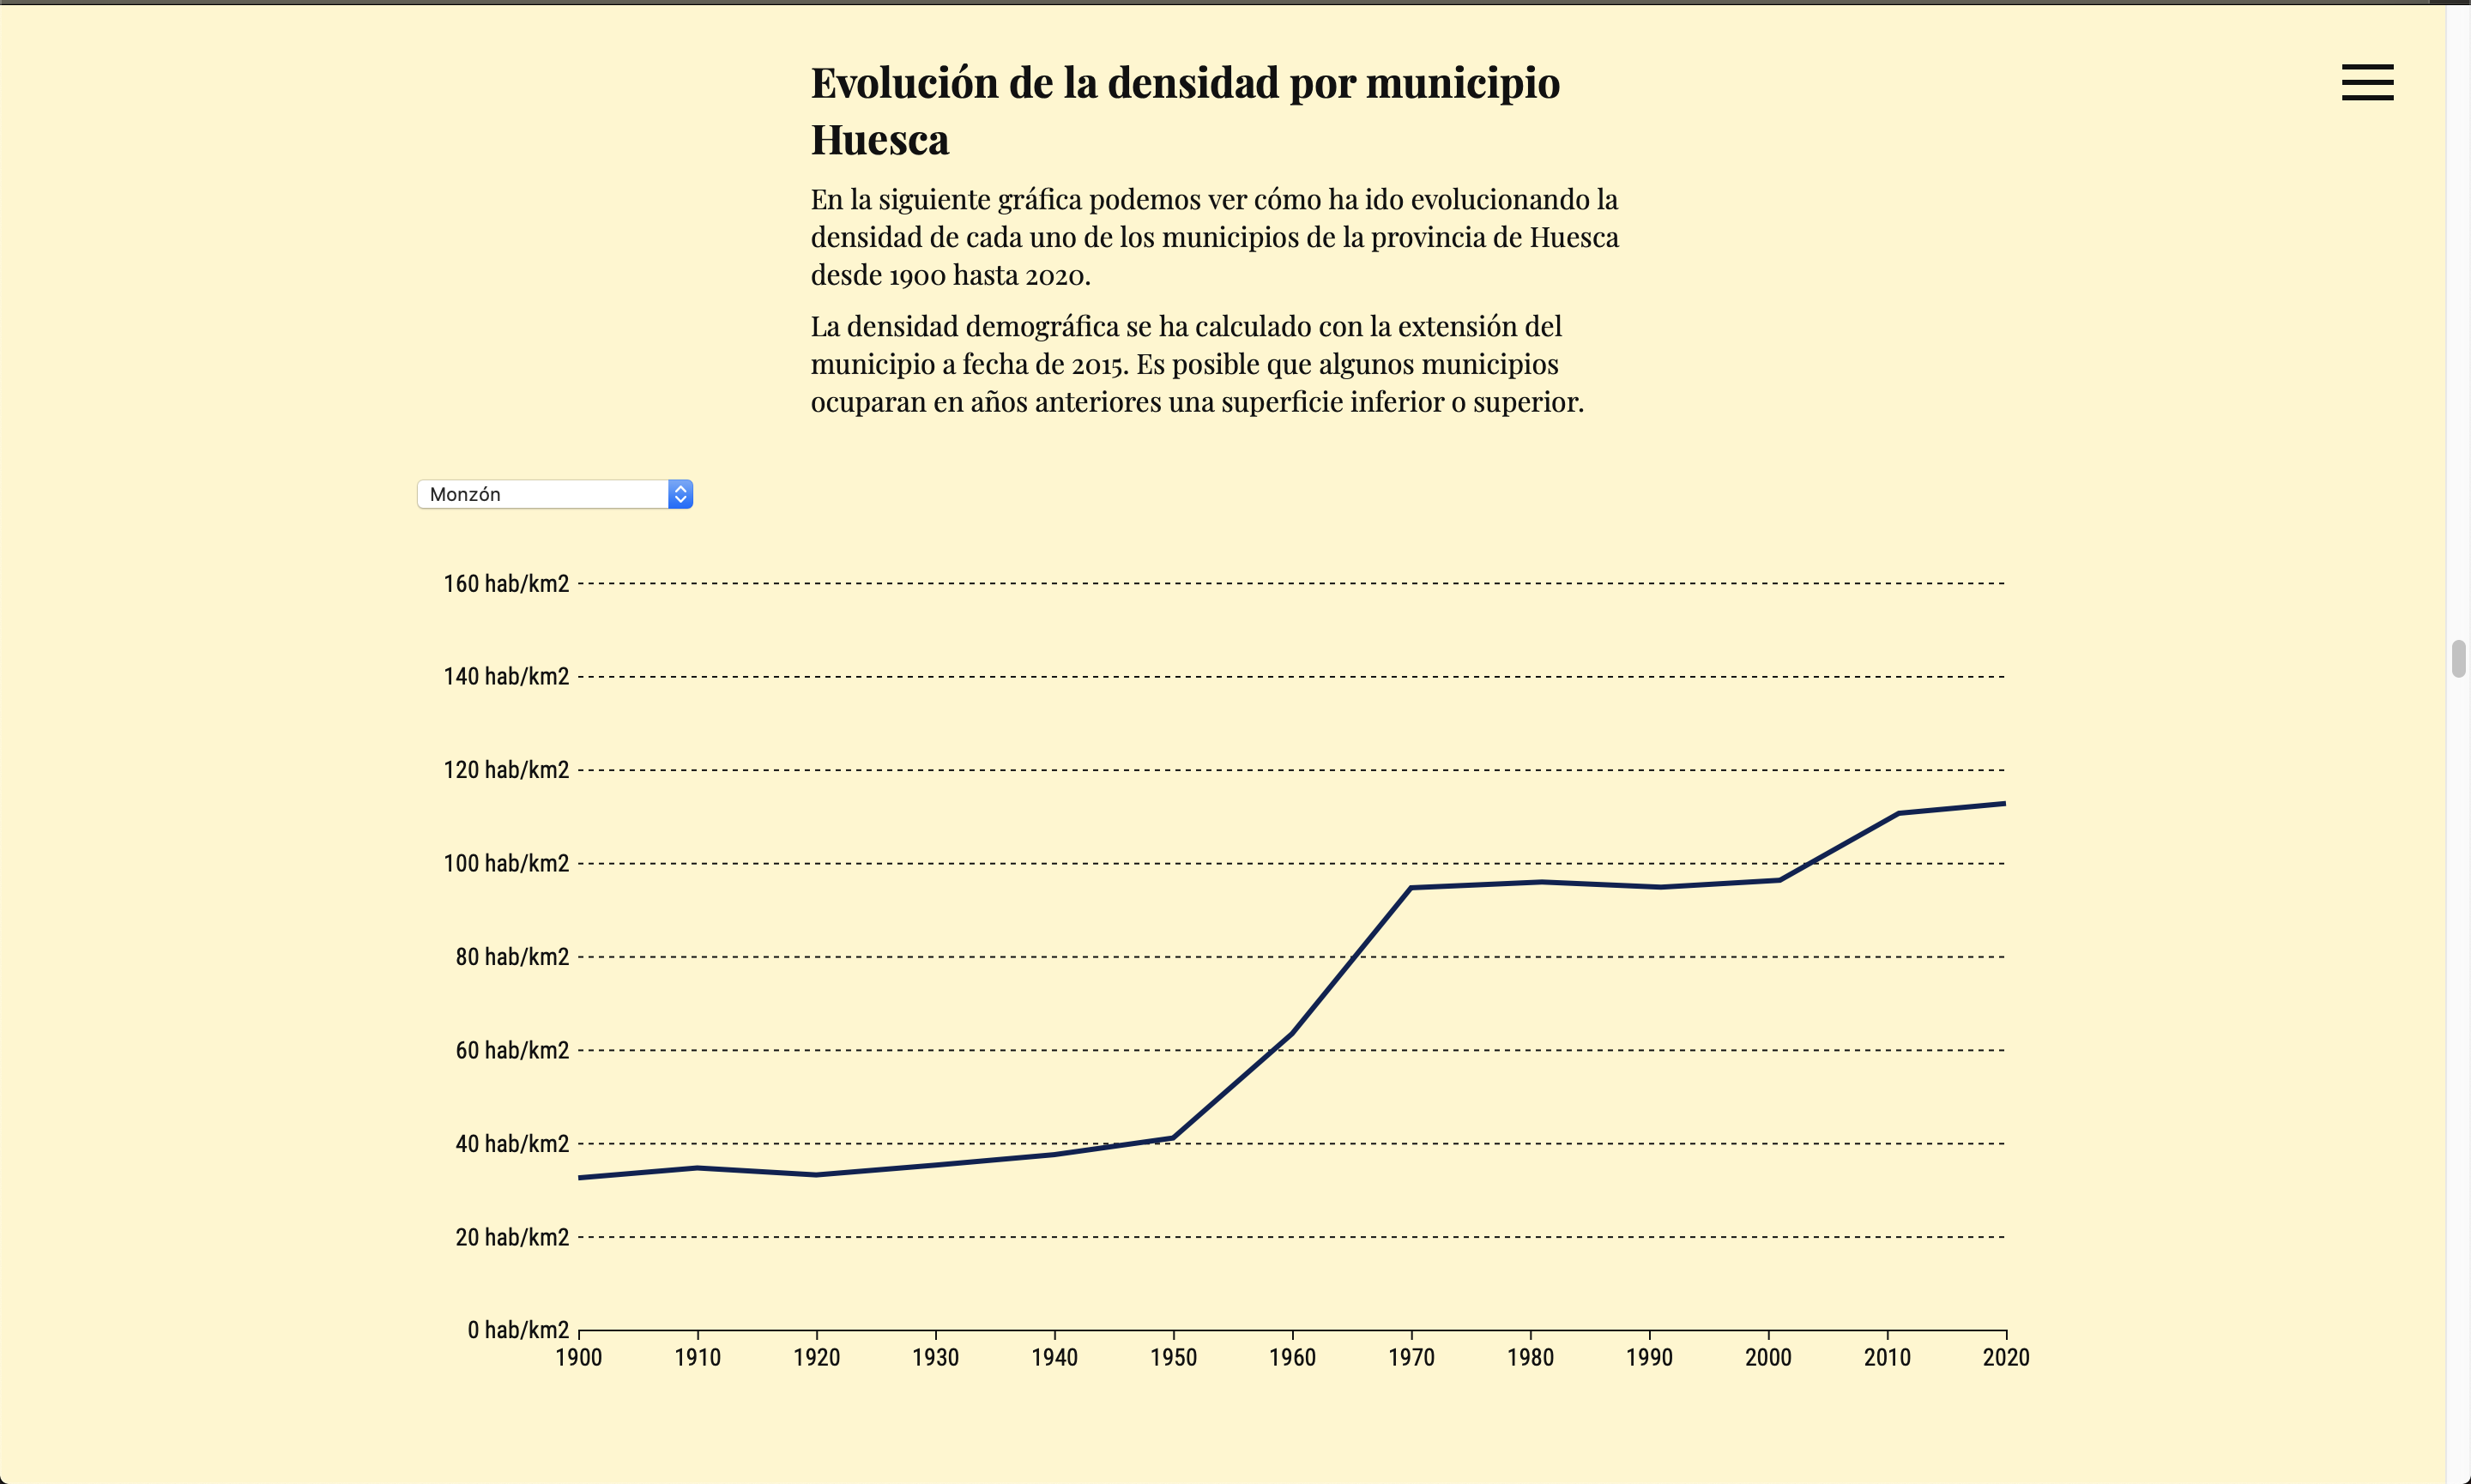 Evolución de la densidad por municipio
Huesca
En la siguiente gráfica podemos ver cómo ha ido evolucionando la
densidad de cada uno de los municipios de la provincia de Huesca
desde 1900 hasta 2020.
La densidad demográfica se ha calculado con la extensión del
municipio a fecha de 2015. Es posible que algunos municipios
ocuparan en años anteriores una superficie inferior o superior.
Monzón
160 hab/km2
140 hab/km2
120 hab/km2
100 hab/km2
80 hab/km2
60 hab/km2
40 hab/km2
20 hab/km2
0 hab/km2
1900 1910 1920 1930 1940 1950 1960 1970 1980 1990 2000 2010 2020